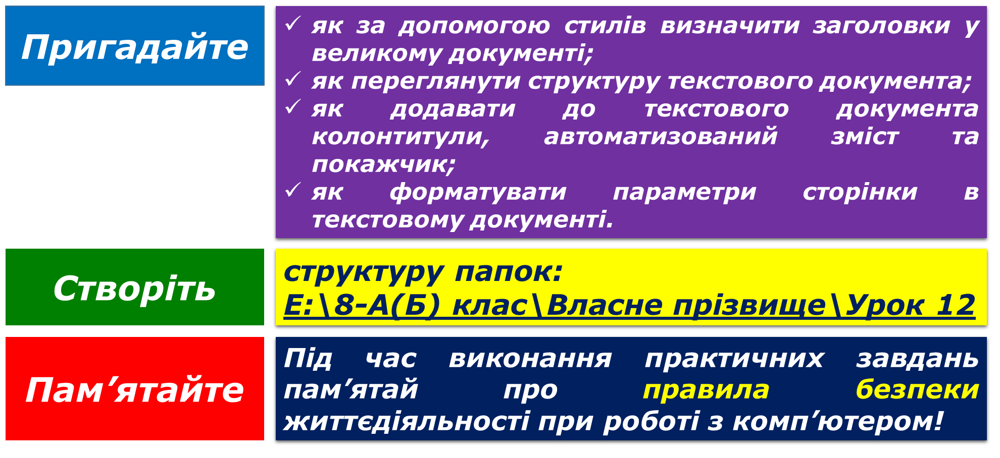 Пригадайте
✓ як за допомогою стилів визначити заголовки у
великому документі;
✓ як переглянути структуру текстового документа;
✓ як додавати до текстового документа
колонтитули, автоматизований зміст та
покажчик;
✓ як форматувати параметри сторінки в
текстовому документі.
Створіть
структуру папок:
Е:\8-А(Б) клас\Власне прізвище\Урок 12
Пам’ятайте
Під час виконання практичних завдань
пам’ятай про правила безпеки
життєдіяльності при роботі з комп’ютером!